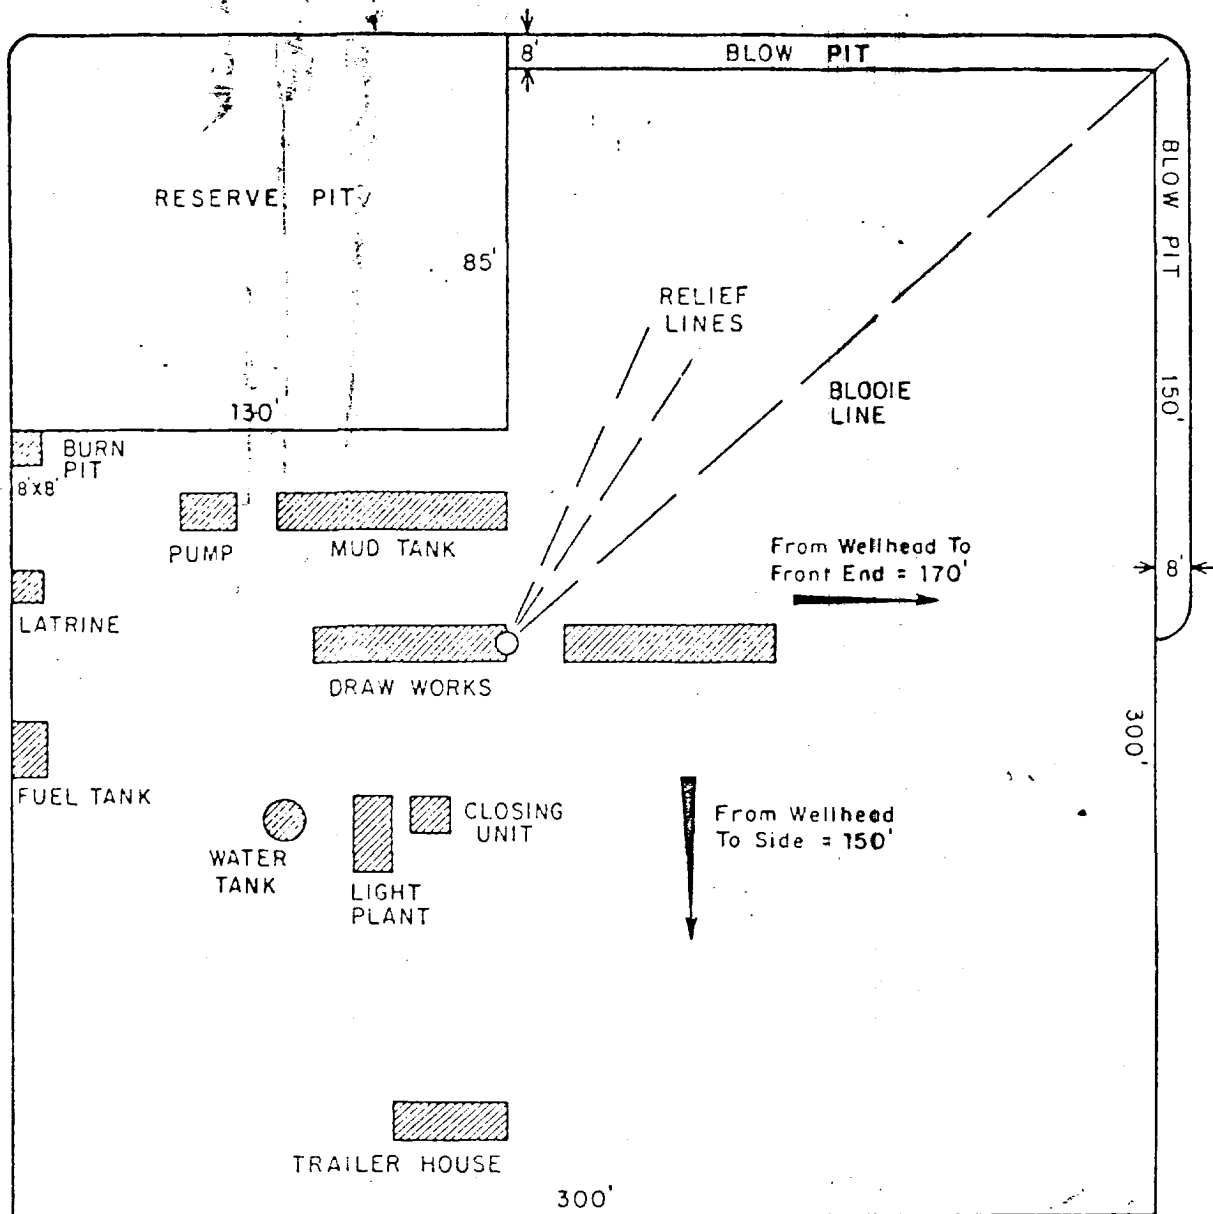 8'
BLOW PIT
BLOW PIT 150'
RESERVE PIT
85'
130'
RELIEF
LINES
BLOOIE
LINE
BURN
PIT
8'X8'
PUMP
MUD TANK
From Wellhead To
Front End = 170'
8'
LATRINE
DRAW WORKS
300'
FUEL TANK
WATER
TANK
LIGHT
PLANT
CLOSING
UNIT
From Wellhead
To Side = 150'
TRAILER HOUSE
300'